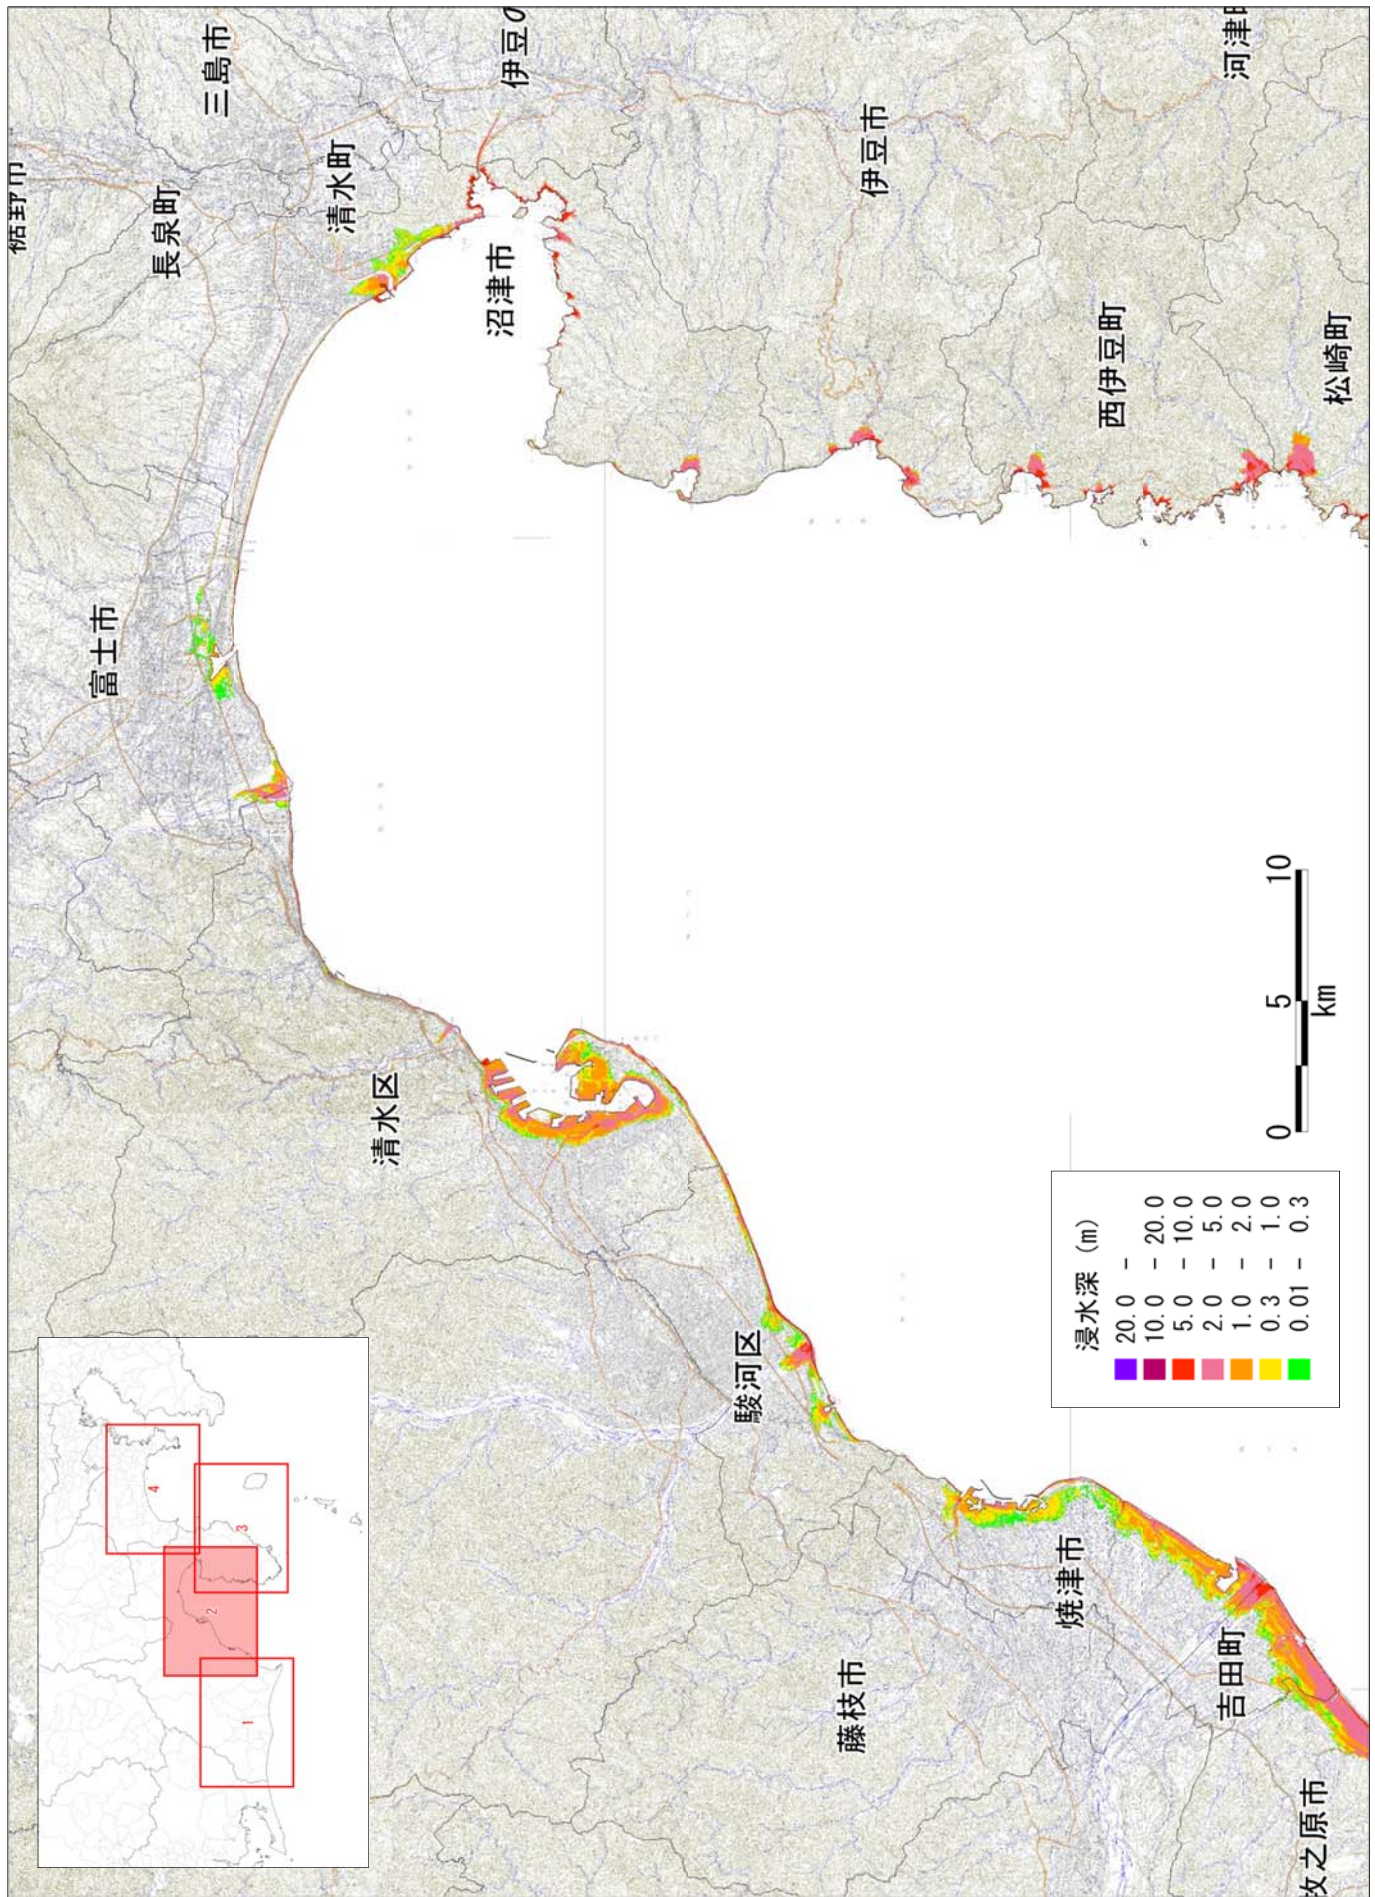 三島市
伊豆の
河津町
裾野市
長泉町
清水町
伊豆市
沼津市
西伊豆町
松崎町
富士市
清水区
駿河区
焼津市
藤枝市
吉田町
牧之原市
0 5 10
km
浸水深 (m)
20.0 -
10.0 - 20.0
5.0 - 10.0
2.0 - 5.0
1.0 - 2.0
0.3 - 1.0
0.01 - 0.3
1
2
3
4